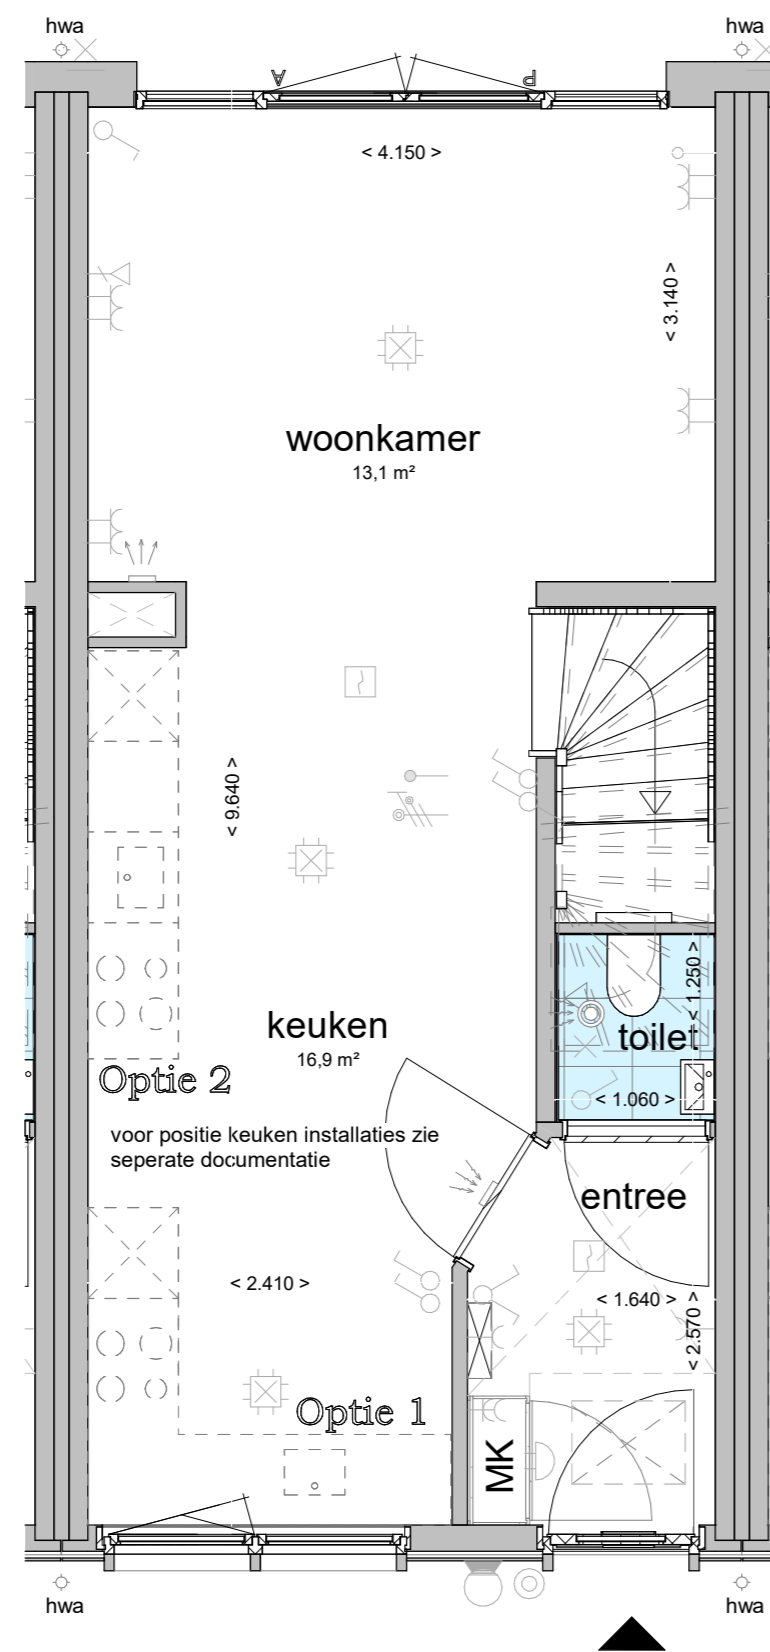 hwa
hwa
A
P
< 4.150 >
< 3.140 >
woonkamer
13,1 m²
< 9.640 >
< 1.250 >
keuken
16,9 m²
toilet
Optie 2
< 1.060 >
voor positie keuken installaties zie
seperate documentatie
entree
< 2.410 >
< 1.640 >
< 2.570 >
Optie 1
MK
hwa
hwa